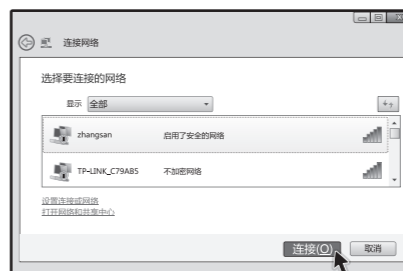 连接网络
选择要连接的网络
显示 全部
zhangsan 启用了安全的网络
TP-LINK_C79AB5 不加密网络
设置连接或网络
打开网络和共享中心
连接(O) 取消